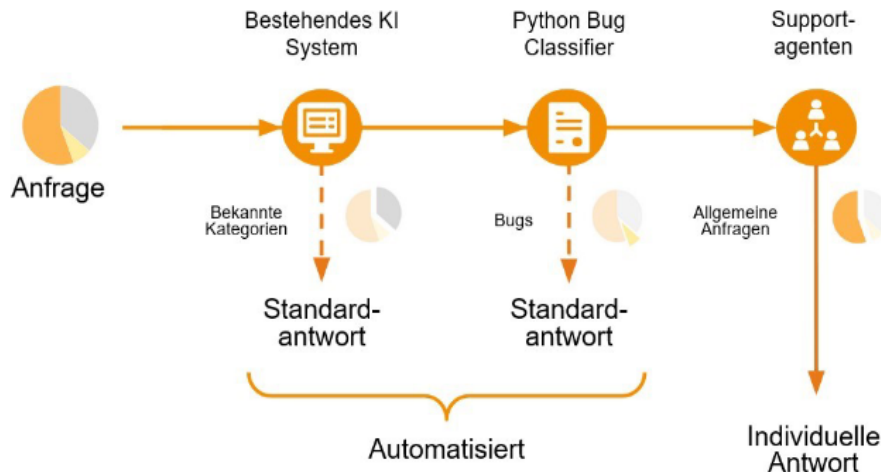 Bestehendes KI
System
Python Bug
Classifier
Support-
agenten
Anfrage
Bekannte
Kategorien
Bugs
Allgemeine
Anfragen
Standard-
antwort
Standard-
antwort
Automatisiert
Individuelle
Antwort